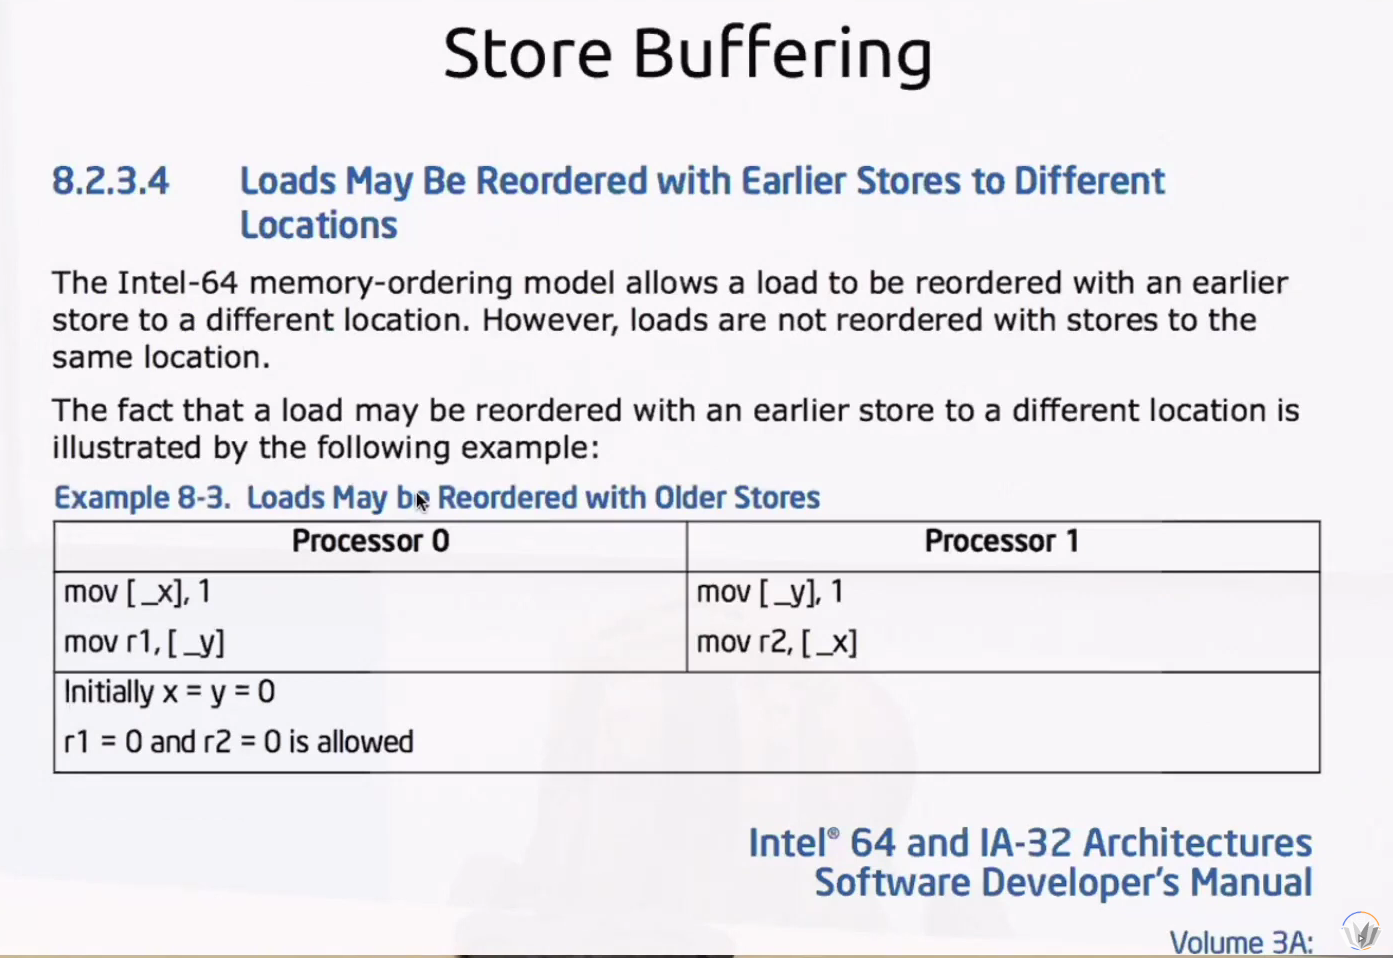 Store Buffering
8.2.3.4 Loads May Be Reordered with Earlier Stores to Different
Locations
The Intel-64 memory-ordering model allows a load to be reordered with an earlier
store to a different location. However, loads are not reordered with stores to the
same location.
The fact that a load may be reordered with an earlier store to a different location is
illustrated by the following example:
Example 8-3. Loads May be Reordered with Older Stores
Processor 0 Processor 1
mov [ _x], 1 mov [ _y], 1
mov r1, [ _y] mov r2, [ _x]
Initially x = y = 0
r1 = 0 and r2 = 0 is allowed
Intel® 64 and IA-32 Architectures
Software Developer's Manual
Volume 3A: